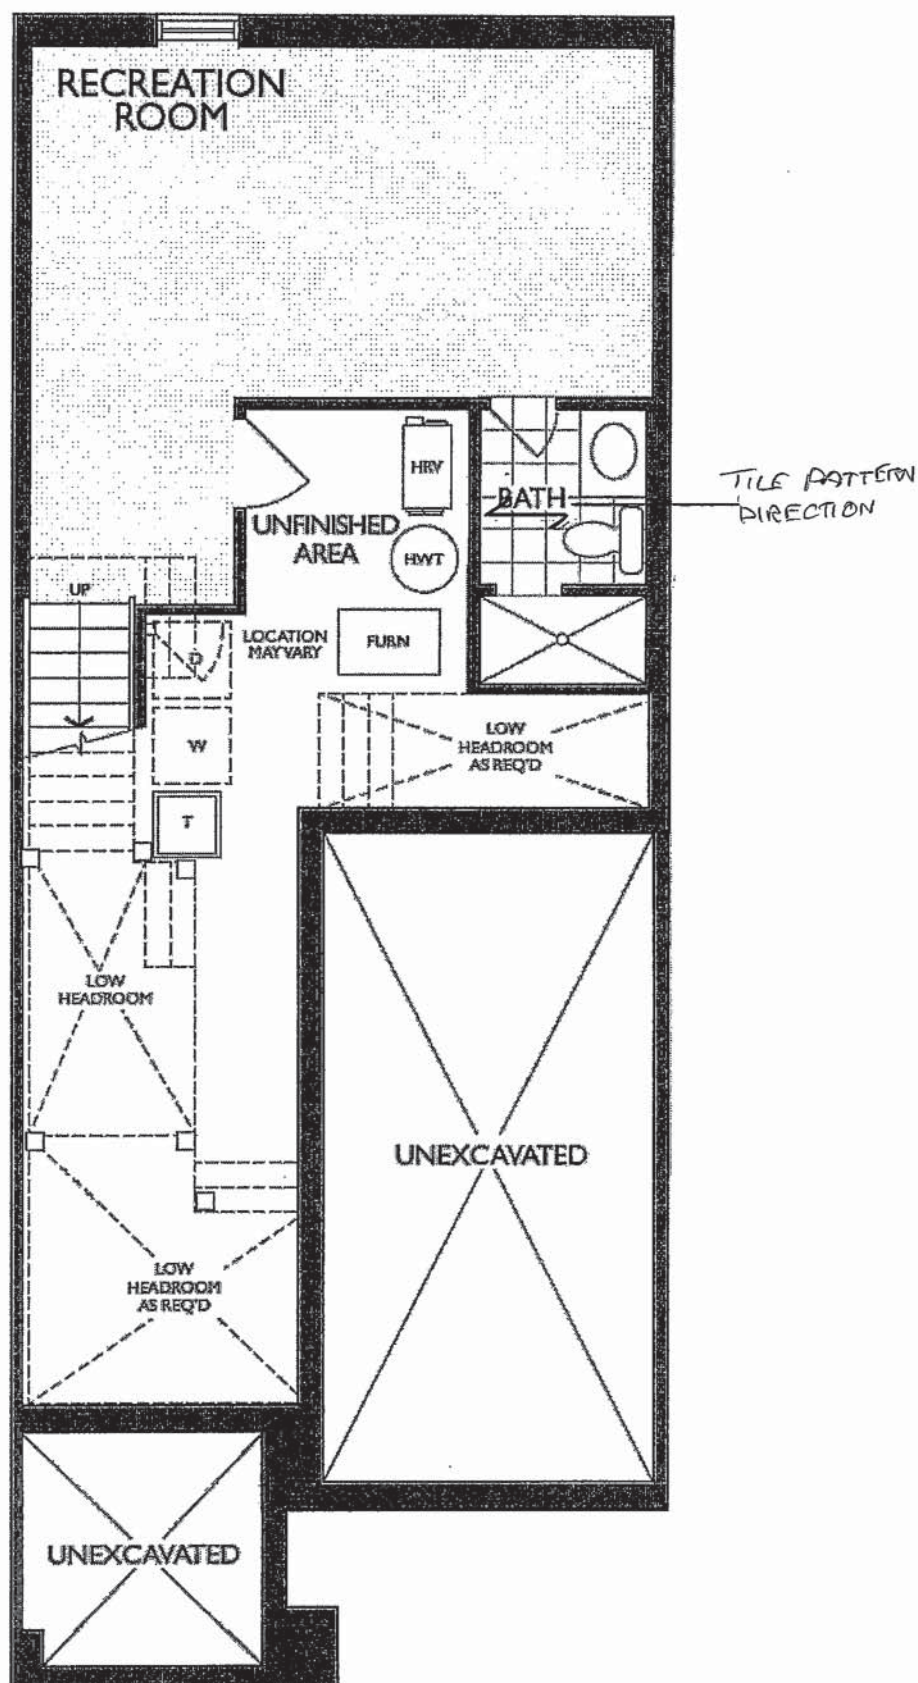 RECREATION
ROOM
HRV
TILE PATTERN
DIRECTION
BATH
UNFINISHED
AREA
HWT
UP
LOCATION
MAY VARY
FURN
D
W
LOW
HEADROOM
AS REQ'D
T
LOW
HEADROOM
UNEXCAVATED
LOW
HEADROOM
AS REQ'D
UNEXCAVATED